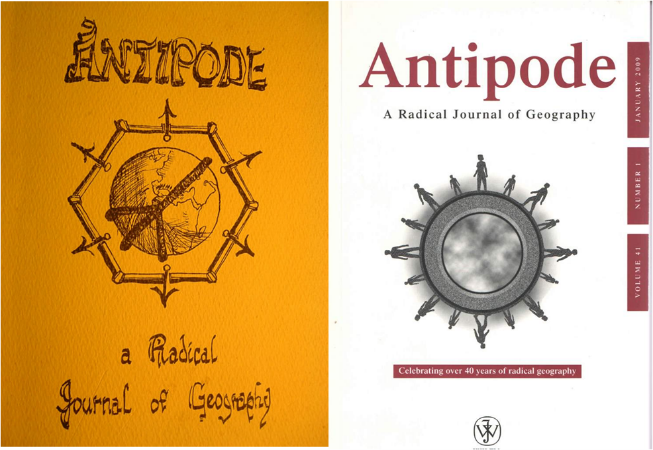 ANTIPODE
a Radical
Journal of Geography
Antipode
A Radical Journal of Geography
JANUARY 2009
NUMBER 1
VOLUME 41
Celebrating over 40 years of radical geography